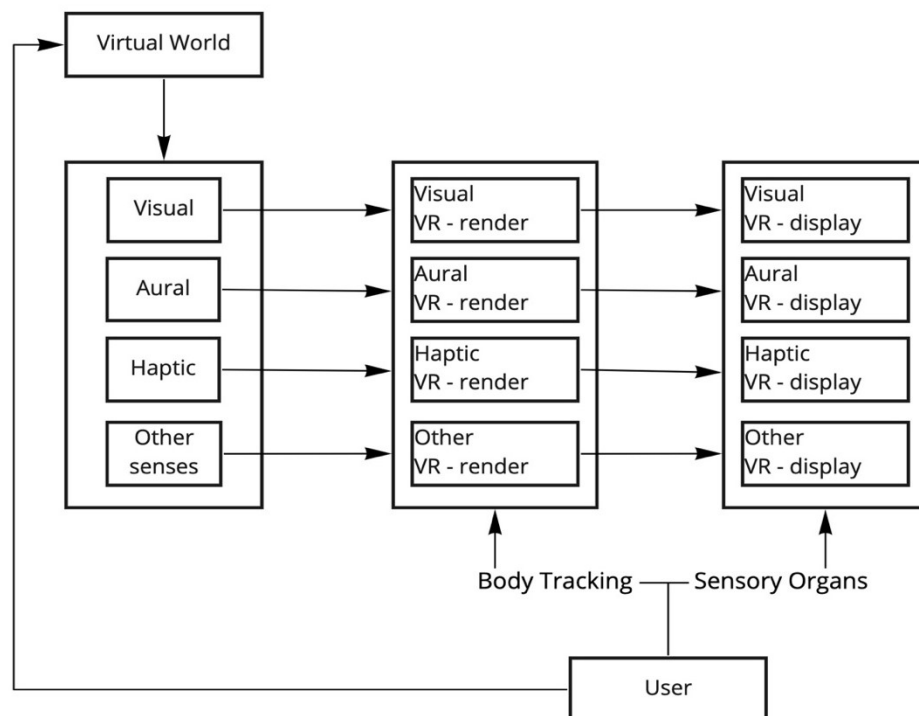 Virtual World
Visual
Aural
Haptic
Other
senses
Visual
VR - render
Aural
VR - render
Haptic
VR - render
Other
VR - render
Visual
VR - display
Aural
VR - display
Haptic
VR - display
Other
VR - display
Body Tracking
Sensory Organs
User